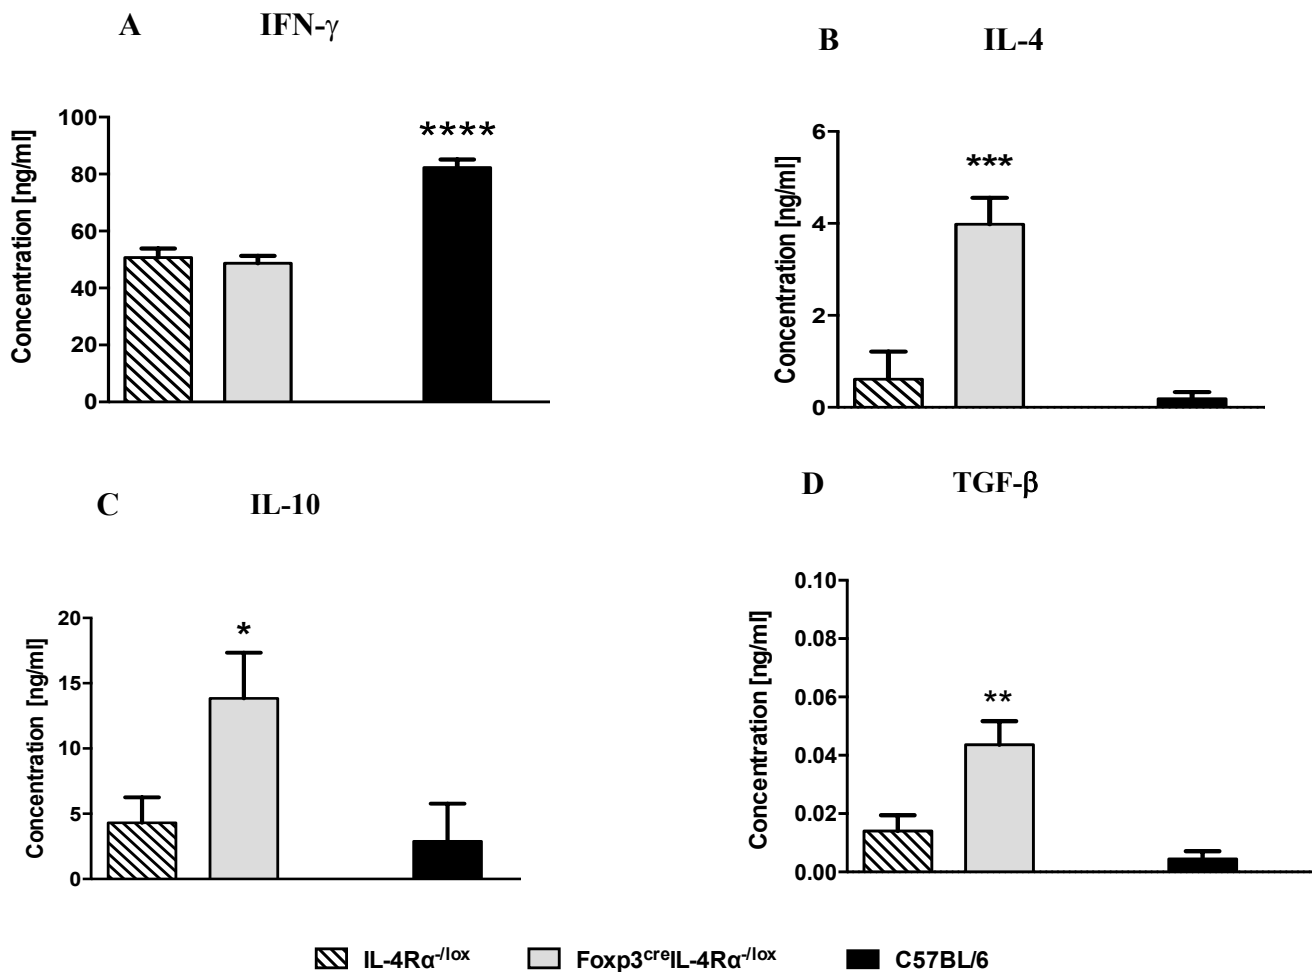 A IFN-γ
Concentration [ng/ml]
100
80
60
40
20
0
****
B IL-4
Concentration [ng/ml]
6
4
2
0
***
C IL-10
Concentration [ng/ml]
20
15
10
5
0
*
D TGF-β
Concentration [ng/ml]
0.10
0.08
0.06
0.04
0.02
0.00
**
IL-4Rα-/lox Foxp3creIL-4Rα-/lox C57BL/6